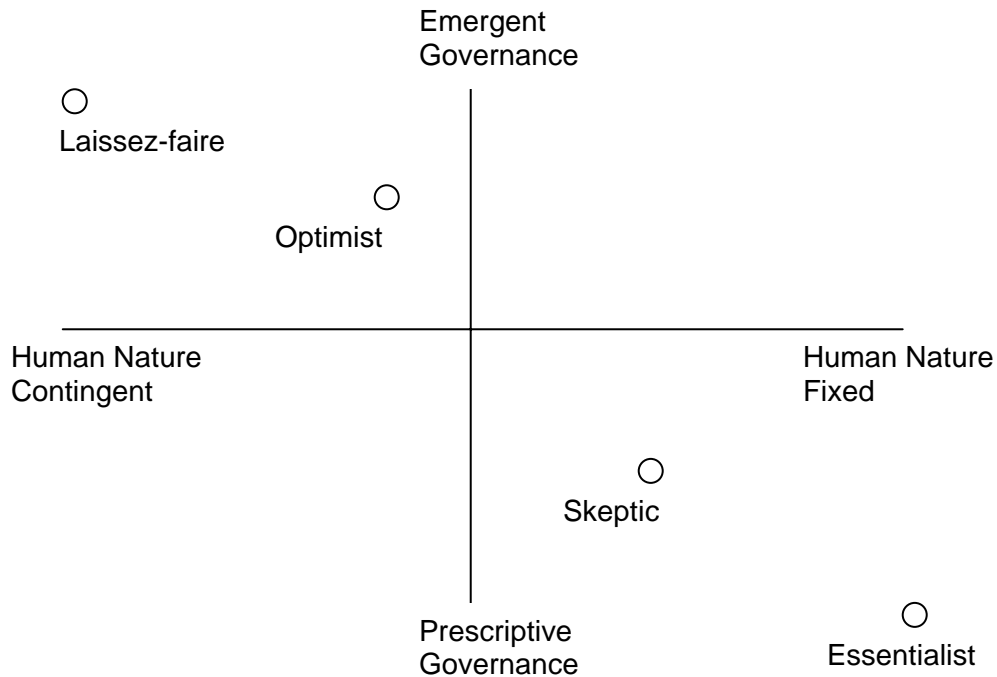 Emergent
Governance
Laissez-faire
Optimist
Human Nature
Contingent
Human Nature
Fixed
Skeptic
Prescriptive
Governance
Essentialist